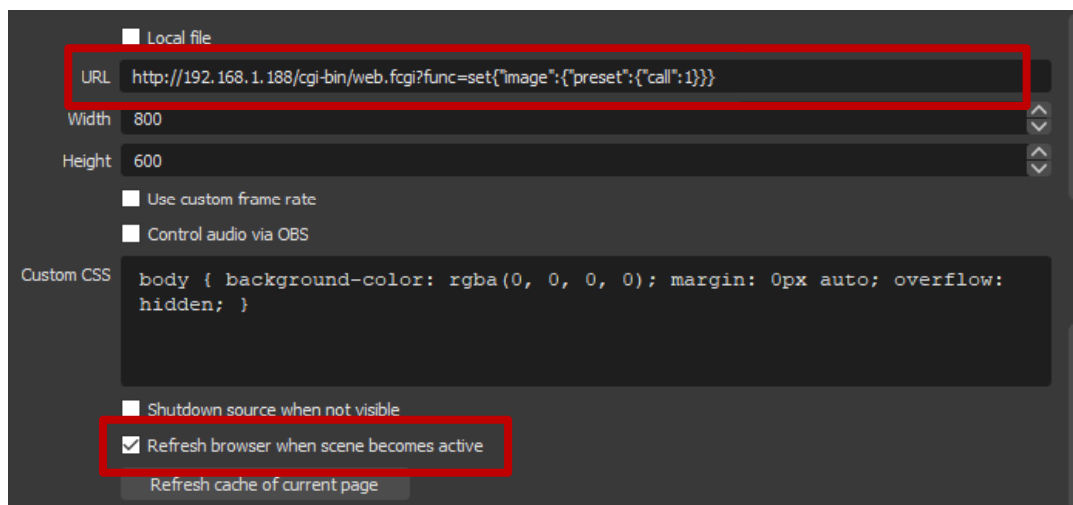 Local file
URL http://192.168.1.188/cgi-bin/web.fcgi?func=set{"image":{"preset":{"call":1}}}
Width 800
Height 600
Use custom frame rate
Control audio via OBS
Custom CSS body { background-color: rgba(0, 0, 0, 0); margin: 0px auto; overflow:
hidden; }
Shutdown source when not visible
Refresh browser when scene becomes active
Refresh cache of current page